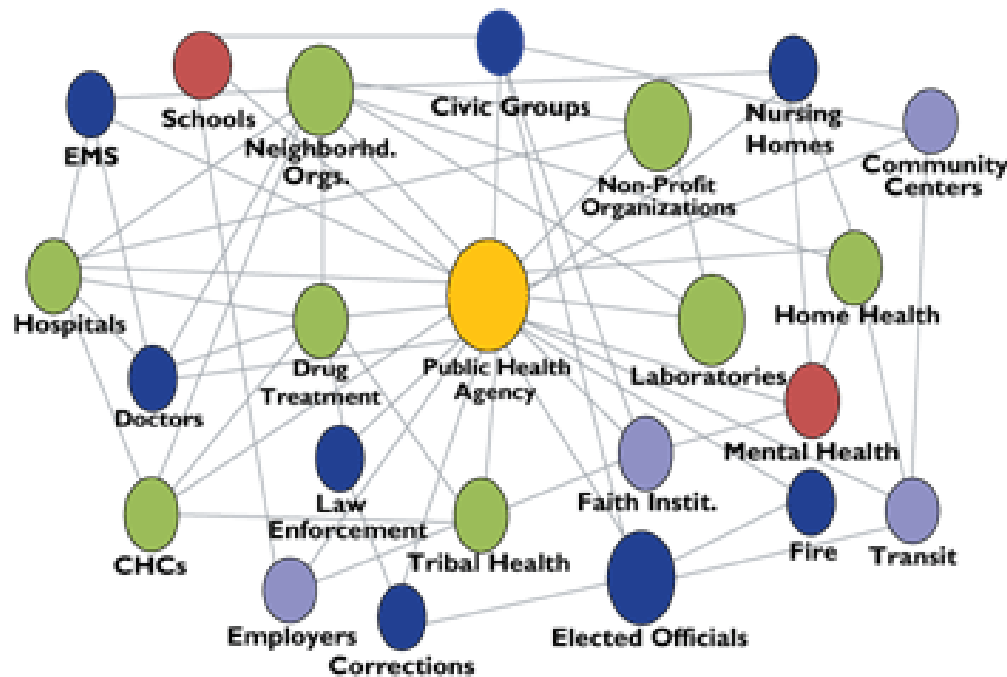 Schools
EMS
Neighborhd.
Orgs.
Civic Groups
Non-Profit
Organizations
Nursing
Homes
Community
Centers
Hospitals
Doctors
Drug
Treatment
Public Health
Agency
Laboratories
Home Health
Mental Health
Law
Enforcement
Faith Instit.
CHCs
Tribal Health
Fire
Transit
Employers
Corrections
Elected Officials